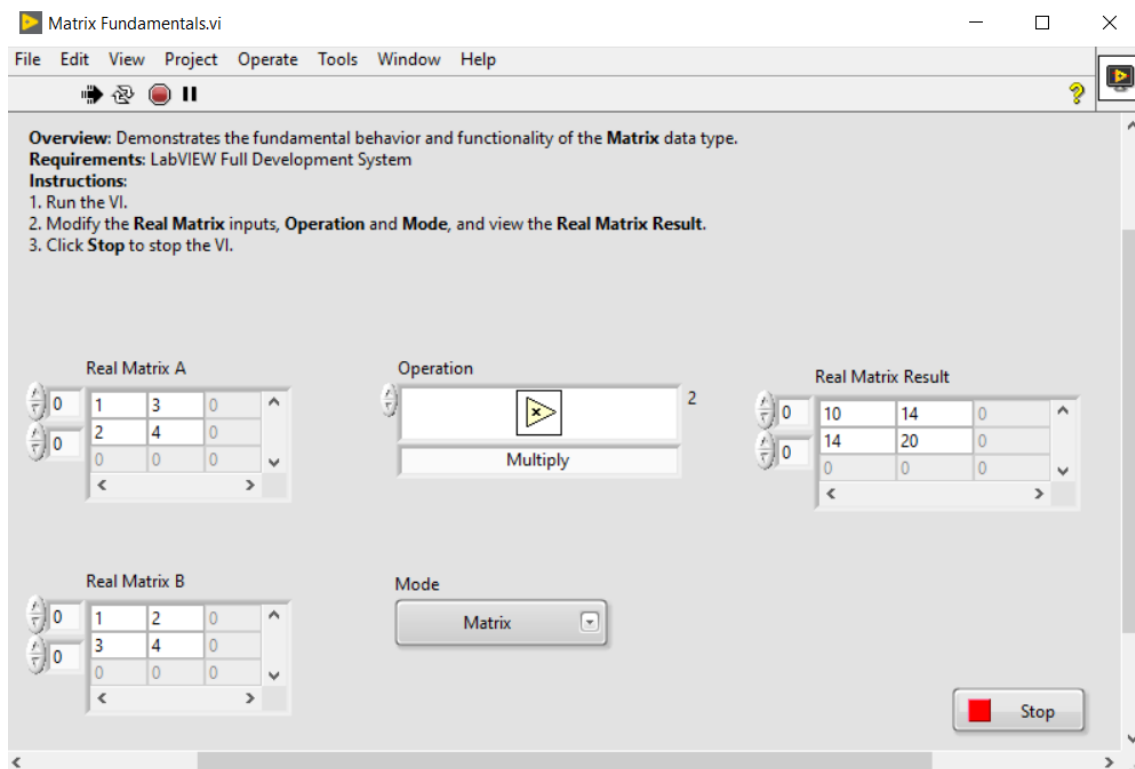 Matrix Fundamentals.vi
File Edit View Project Operate Tools Window Help
Overview: Demonstrates the fundamental behavior and functionality of the Matrix data type.
Requirements: LabVIEW Full Development System
Instructions:
1. Run the VI.
2. Modify the Real Matrix inputs, Operation and Mode, and view the Real Matrix Result.
3. Click Stop to stop the VI.
Real Matrix A
0 1 3 0
0 2 4 0
0 0 0
Operation
2
Multiply
Real Matrix Result
0 10 14 0
0 14 20 0
0 0 0
Real Matrix B
0 1 2 0
0 3 4 0
0 0 0
Mode
Matrix
Stop